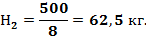 H₂ = 500/8 = 62,5 кг.